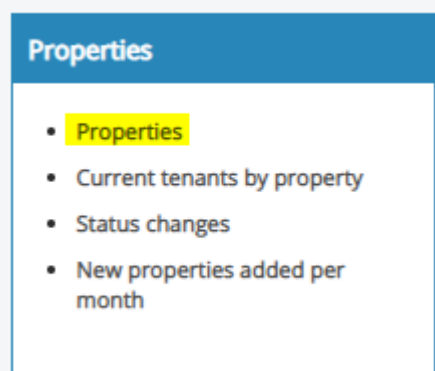 Properties
• Properties
• Current tenants by property
• Status changes
• New properties added per
month